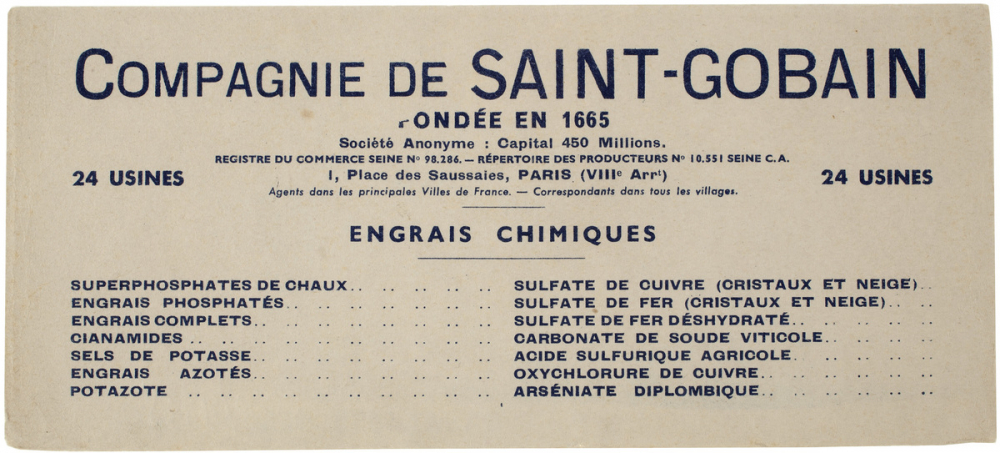 COMPAGNIE DE SAINT-GOBAIN
FONDÉE EN 1665
Société Anonyme : Capital 450 Millions.
REGISTRE DU COMMERCE SEINE Nº 98.286. — RÉPERTOIRE DES PRODUCTEURS Nº 10.551 SEINE C.A.
24 USINES
1, Place des Saussaies, PARIS (VIIIᵉ Arrᵗ)
24 USINES
Agents dans les principales Villes de France. — Correspondants dans tous les villages.
ENGRAIS CHIMIQUES
SUPERPHOSPHATES DE CHAUX
ENGRAIS PHOSPHATÉS
ENGRAIS COMPLETS
CIANAMIDES
SELS DE POTASSE
ENGRAIS AZOTÉS
POTAZOTE
SULFATE DE CUIVRE (CRISTAUX ET NEIGE)
SULFATE DE FER (CRISTAUX ET NEIGE)
SULFATE DE FER DÉSHYDRATÉ
CARBONATE DE SOUDE VITICOLE
ACIDE SULFURIQUE AGRICOLE
OXYCHLORURE DE CUIVRE
ARSÉNIATE DIPLOMBIQUE